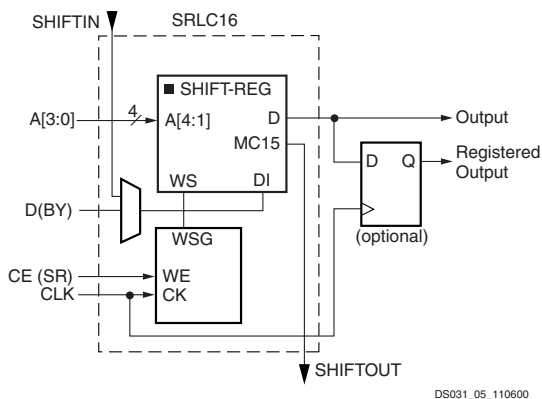 SHIFTIN
SRLC16
SHIFT-REG
A[3:0]
4
A[4:1]
D
Output
MC15
D
Q
Registered
Output
WS
DI
D(BY)
(optional)
WSG
CE (SR)
WE
CLK
CK
SHIFTOUT
DS031_05_110600